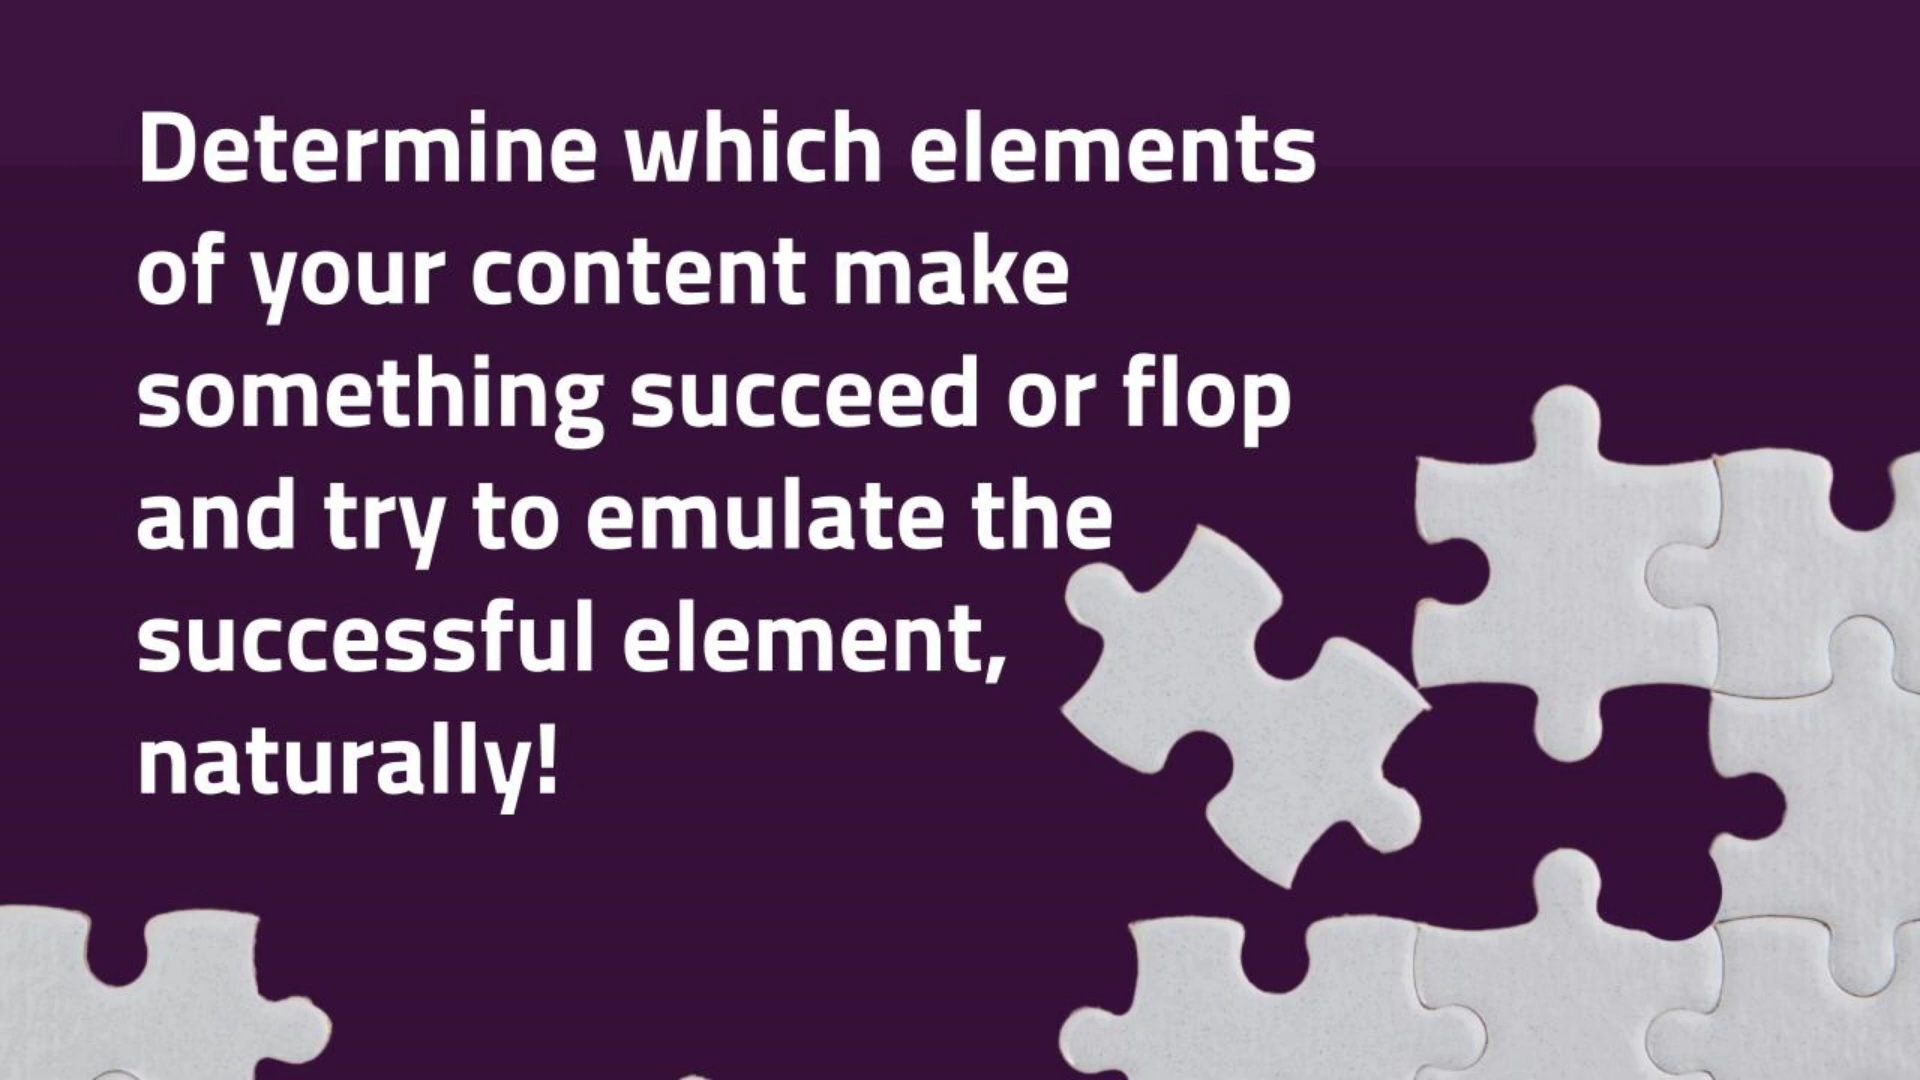 Determine which elements
of your content make
something succeed or flop
and try to emulate the
successful element,
naturally!